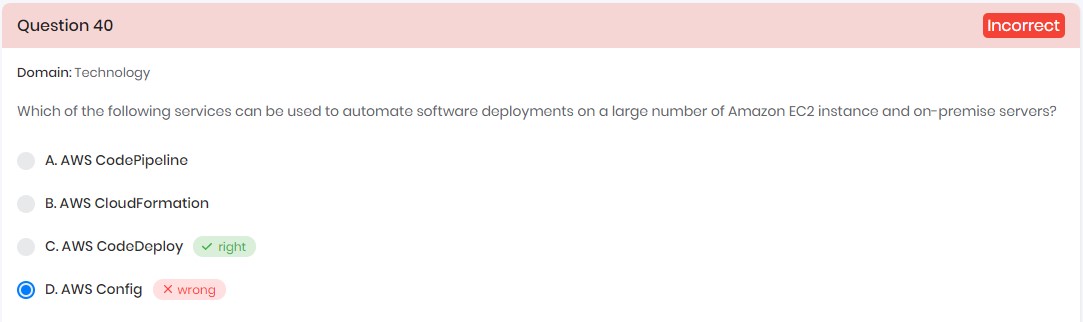 Question 40
Incorrect
Domain: Technology
Which of the following services can be used to automate software deployments on a large number of Amazon EC2 instance and on-premise servers?
A. AWS CodePipeline
B. AWS CloudFormation
C. AWS CodeDeploy ✓ right
D. AWS Config ✕ wrong